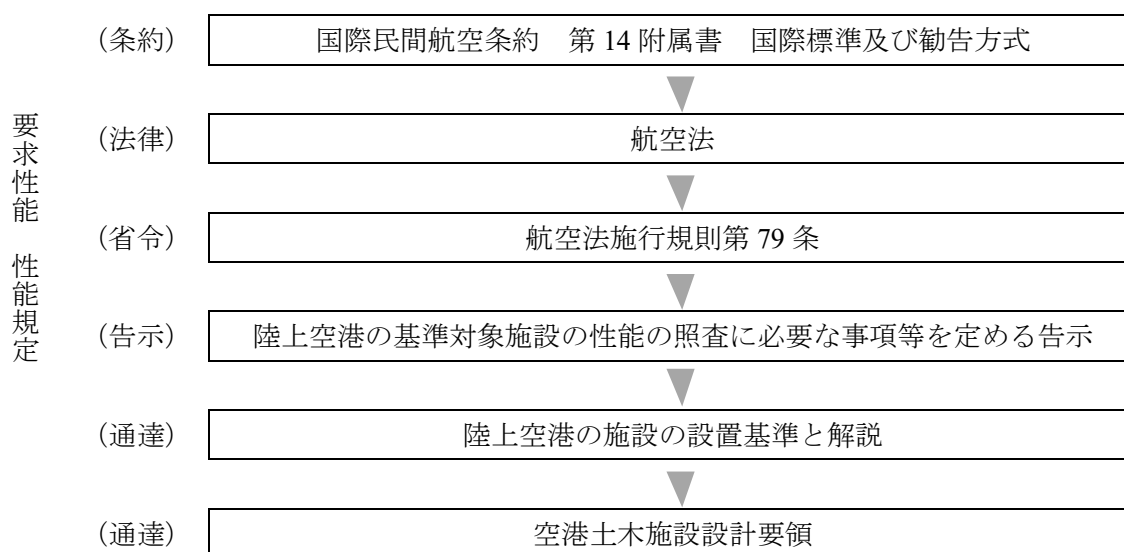 要求性能 性能規定
(条約) 国際民間航空条約 第 14 附属書 国際標準及び勧告方式
(法律) 航空法
(省令) 航空法施行規則第 79 条
(告示) 陸上空港の基準対象施設の性能の照査に必要な事項等を定める告示
(通達) 陸上空港の施設の設置基準と解説
(通達) 空港土木施設設計要領